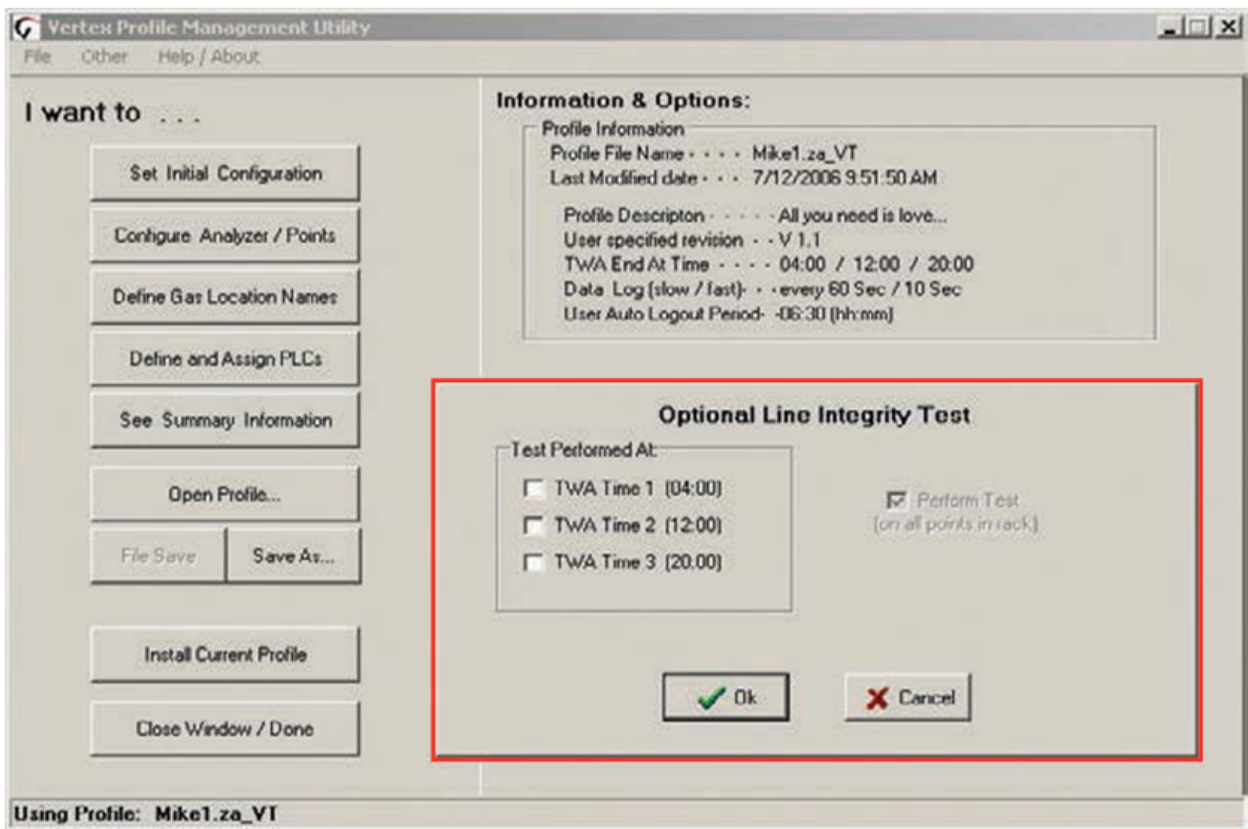 Vertex Profile Management Utility
File Other Help / About
I want to . . .
Set Initial Configuration
Configure Analyzer / Points
Define Gas Location Names
Define and Assign PLCs
See Summary Information
Open Profile...
File Save Save As...
Install Current Profile
Close Window / Done
Information & Options:
Profile Information
Profile File Name · · · · Mike1.za_VT
Last Modified date · · · 7/12/2006 9:51:50 AM
Profile Descripton · · · · · All you need is love...
User specified revision · · V 1.1
TWA End At Time · · · · 04:00 / 12:00 / 20:00
Data Log (slow / fast)· · ·every 60 Sec / 10 Sec
User Auto Logout Period· ·06:30 (hh:mm)
Optional Line Integrity Test
Test Performed At:
TWA Time 1 (04:00)
TWA Time 2 (12:00)
TWA Time 3 (20:00)
Perform Test
(on all points in rack)
Ok
Cancel
Using Profile: Mike1.za_VT